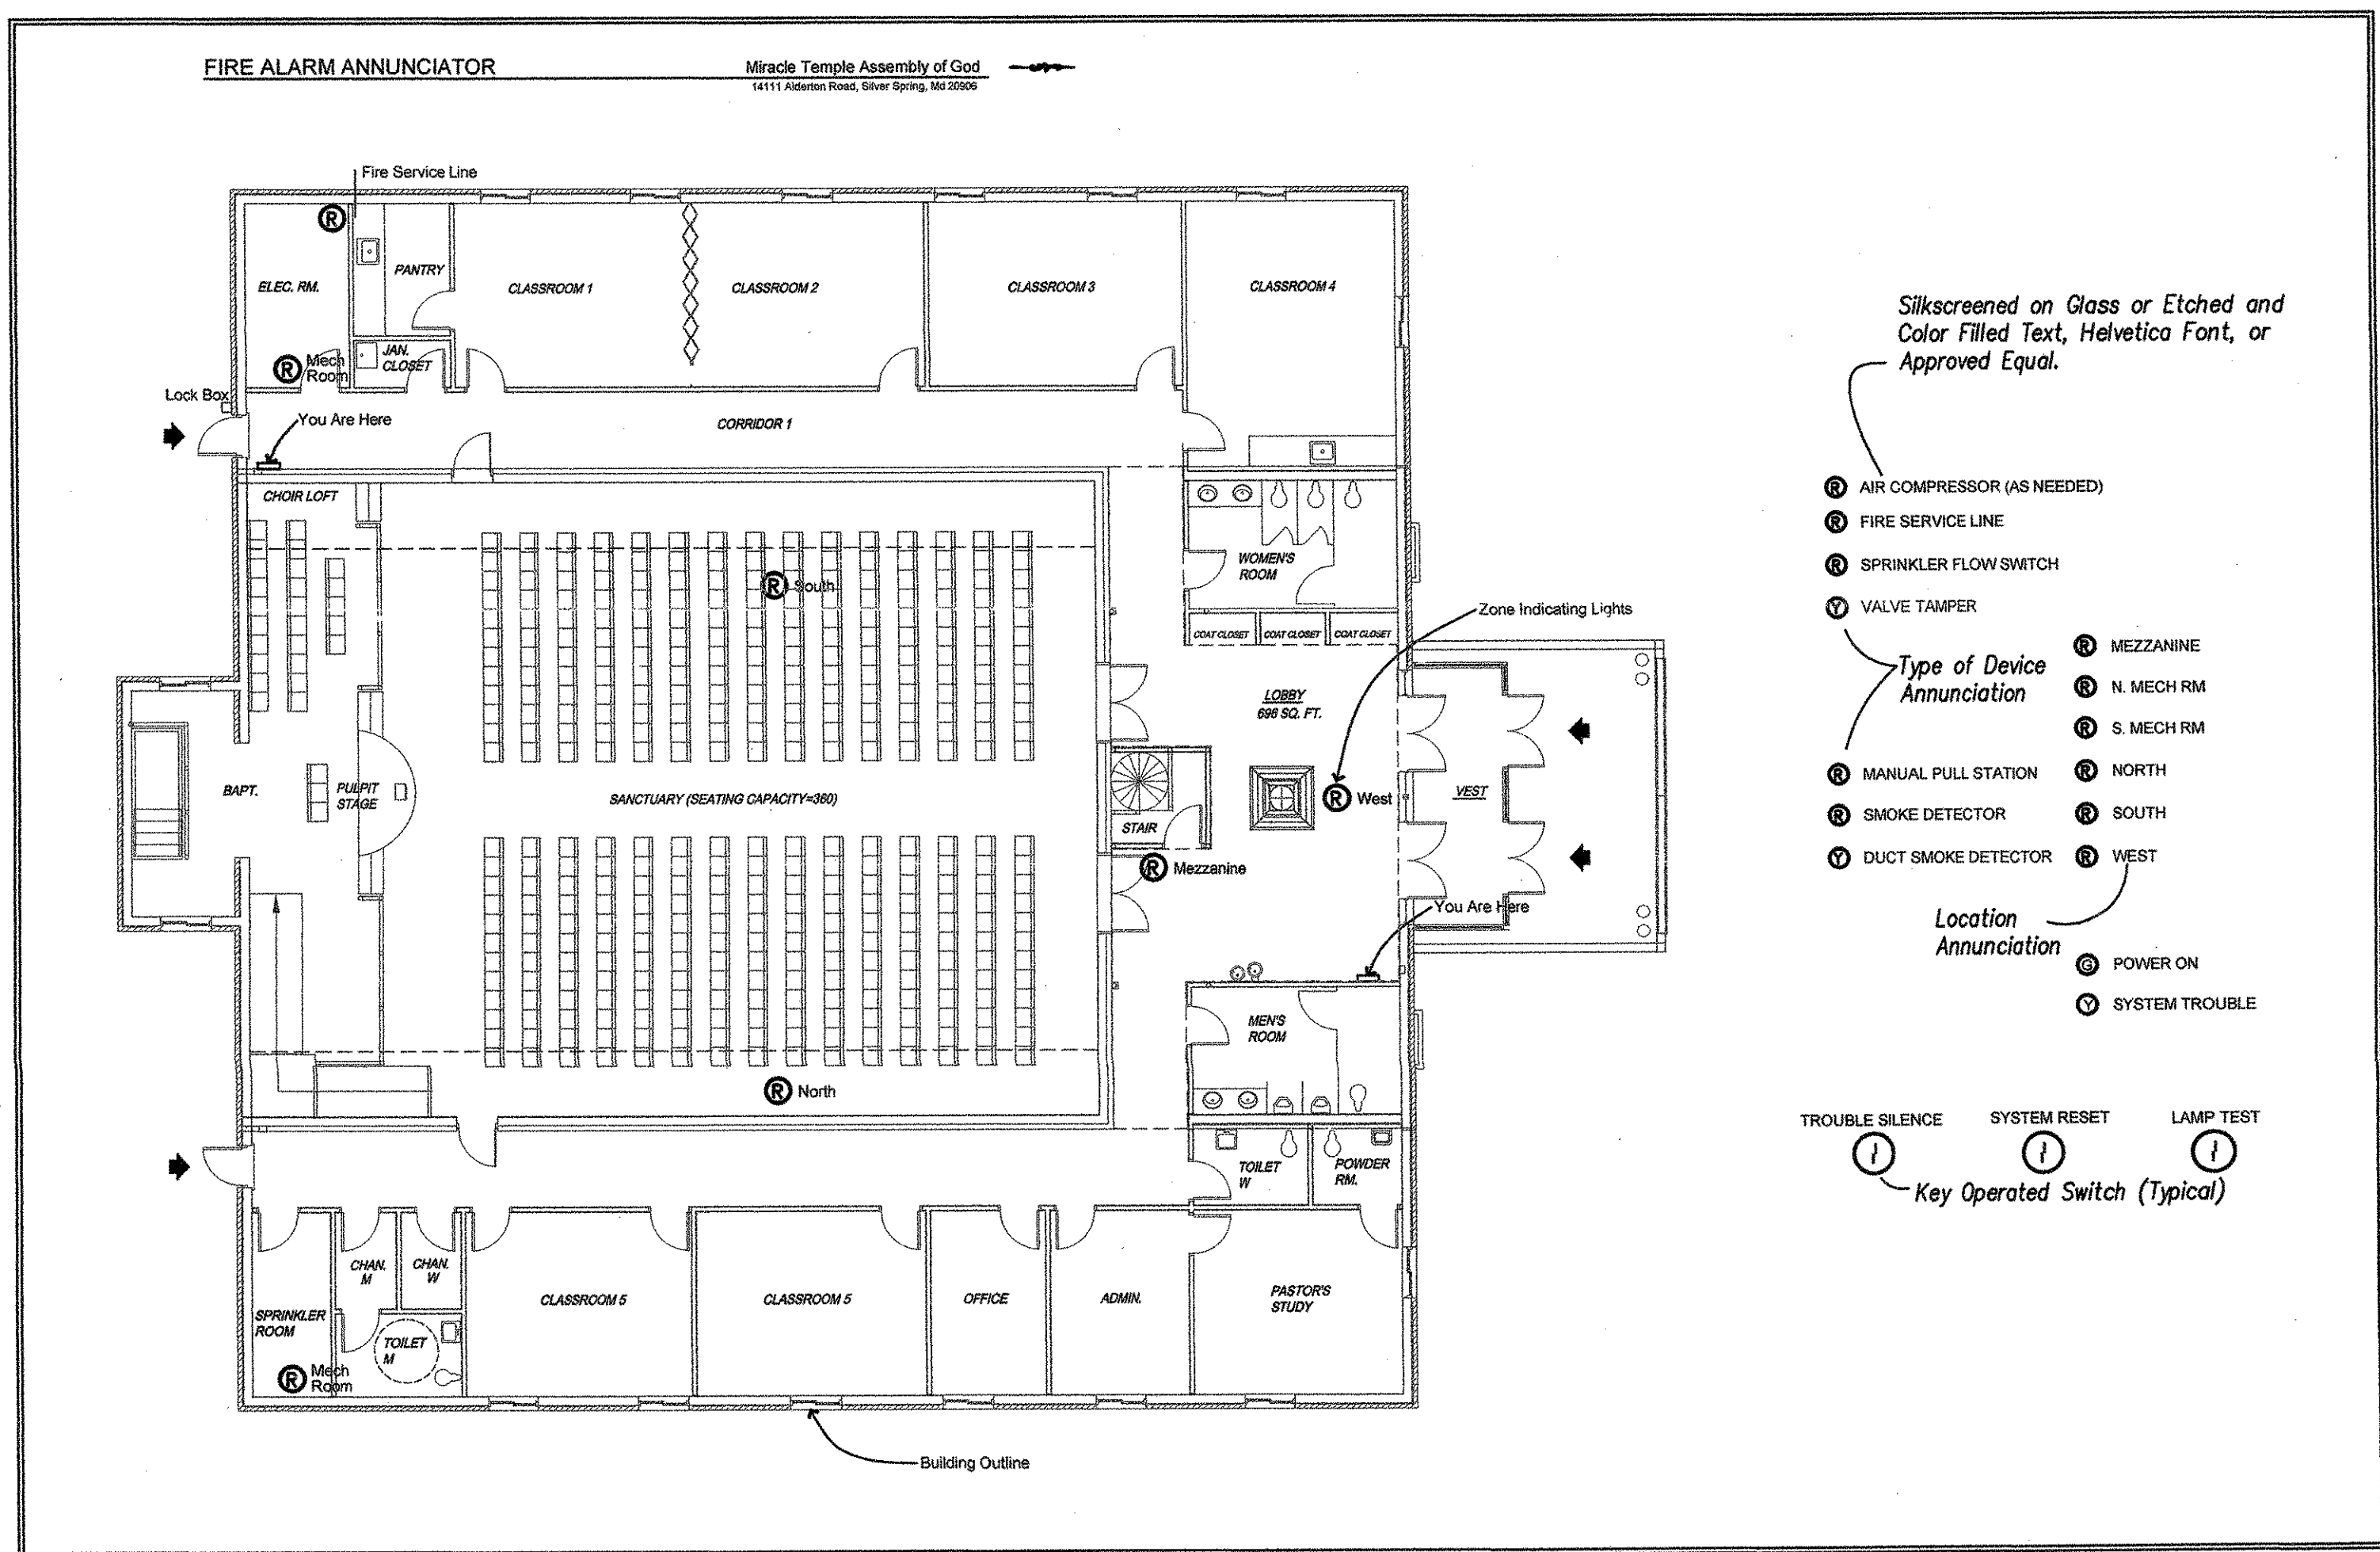 FIRE ALARM ANNUNCIATOR
Miracle Temple Assembly of God
14111 Alderton Road, Silver Spring, Md 20906
Fire Service Line
R
ELEC. RM.
PANTRY
CLASSROOM 1
CLASSROOM 2
CLASSROOM 3
CLASSROOM 4
R Mech
Room
JAN.
CLOSET
Lock Box
You Are Here
CORRIDOR 1
CHOIR LOFT
R South
WOMEN'S
ROOM
COAT CLOSET
COAT CLOSET
COAT CLOSET
Zone Indicating Lights
LOBBY
696 SQ. FT.
BAPT.
PULPIT
STAGE
SANCTUARY (SEATING CAPACITY=360)
STAIR
R West
VEST
R Mezzanine
You Are Here
MEN'S
ROOM
R North
TOILET
W
POWDER
RM.
SPRINKLER
ROOM
CHAN.
M
CHAN.
W
TOILET
M
R Mech
Room
CLASSROOM 5
CLASSROOM 5
OFFICE
ADMIN.
PASTOR'S
STUDY
Building Outline
Silkscreened on Glass or Etched and
Color Filled Text, Helvetica Font, or
Approved Equal.
R AIR COMPRESSOR (AS NEEDED)
R FIRE SERVICE LINE
R SPRINKLER FLOW SWITCH
Y VALVE TAMPER
Type of Device
Annunciation
R MANUAL PULL STATION
R SMOKE DETECTOR
Y DUCT SMOKE DETECTOR
R MEZZANINE
R N. MECH RM
R S. MECH RM
R NORTH
R SOUTH
R WEST
Location
Annunciation
G POWER ON
Y SYSTEM TROUBLE
TROUBLE SILENCE
SYSTEM RESET
LAMP TEST
Key Operated Switch (Typical)